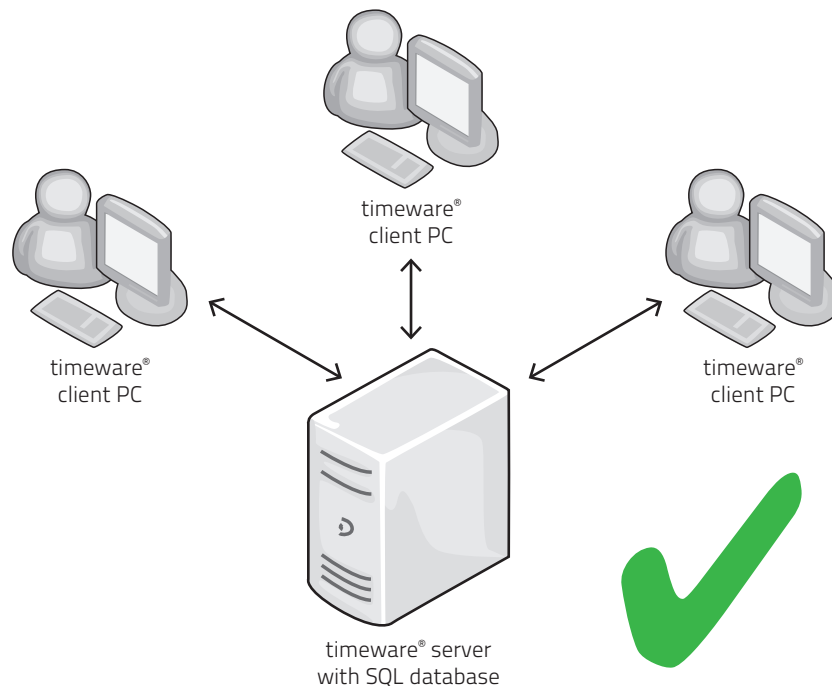 timeware®
client PC
timeware®
client PC
timeware®
client PC
timeware® server
with SQL database